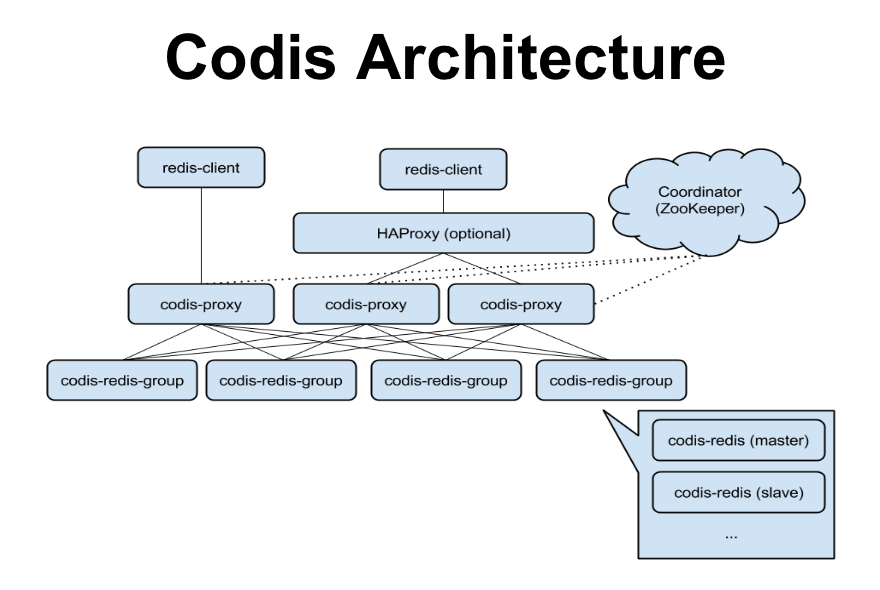 Codis Architecture
redis-client
redis-client
Coordinator
(ZooKeeper)
HAProxy (optional)
codis-proxy
codis-proxy
codis-proxy
codis-redis-group
codis-redis-group
codis-redis-group
codis-redis-group
codis-redis (master)
codis-redis (slave)
...